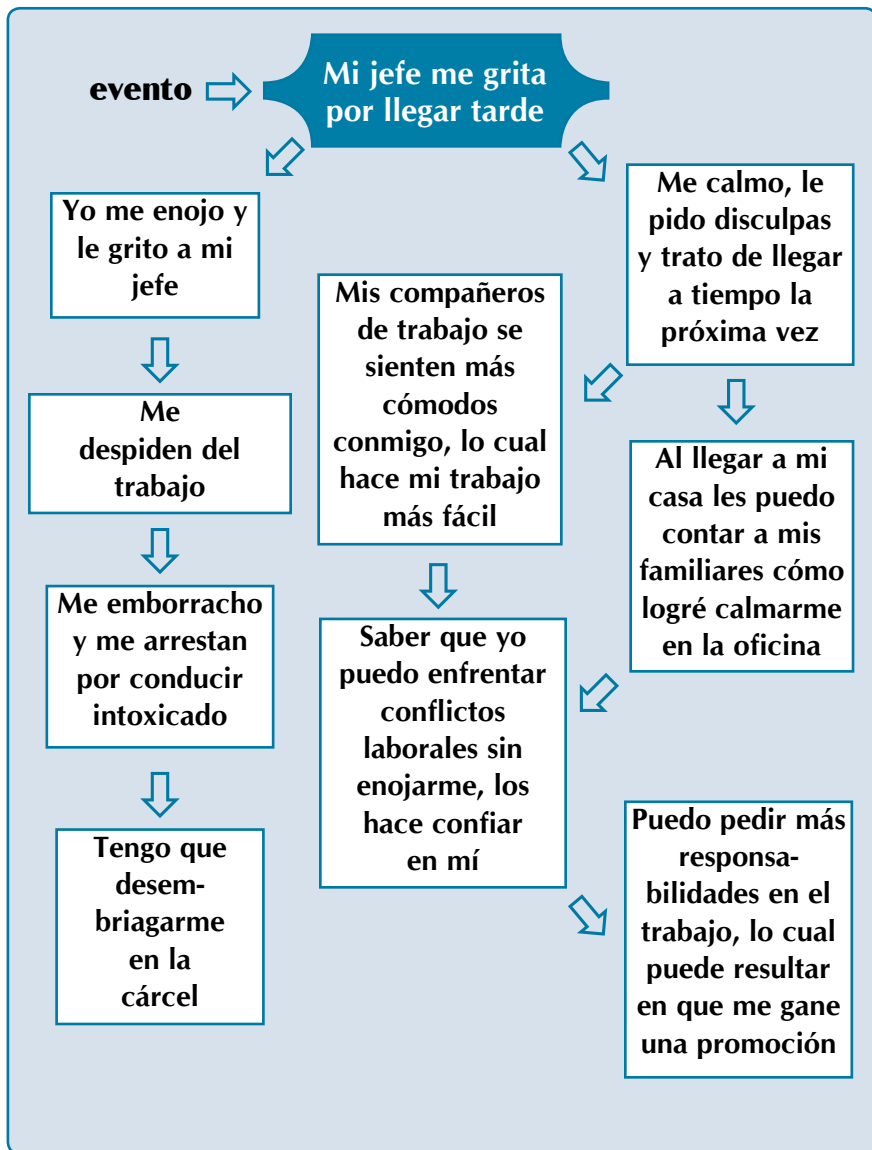 evento
Mi jefe me grita
por llegar tarde
Yo me enojo y
le grito a mi
jefe
Me
despiden del
trabajo
Me emborracho
y me arrestan
por conducir
intoxicado
Tengo que
desem-
briagarme
en la
cárcel
Me calmo, le
pido disculpas
y trato de llegar
a tiempo la
próxima vez
Mis compañeros
de trabajo se
sienten más
cómodos
conmigo, lo cual
hace mi trabajo
más fácil
Al llegar a mi
casa les puedo
contar a mis
familiares cómo
logré calmarme
en la oficina
Saber que yo
puedo enfrentar
conflictos
laborales sin
enojarme, los
hace confiar
en mí
Puedo pedir más
responsa-
bilidades en el
trabajo, lo cual
puede resultar
en que me gane
una promoción